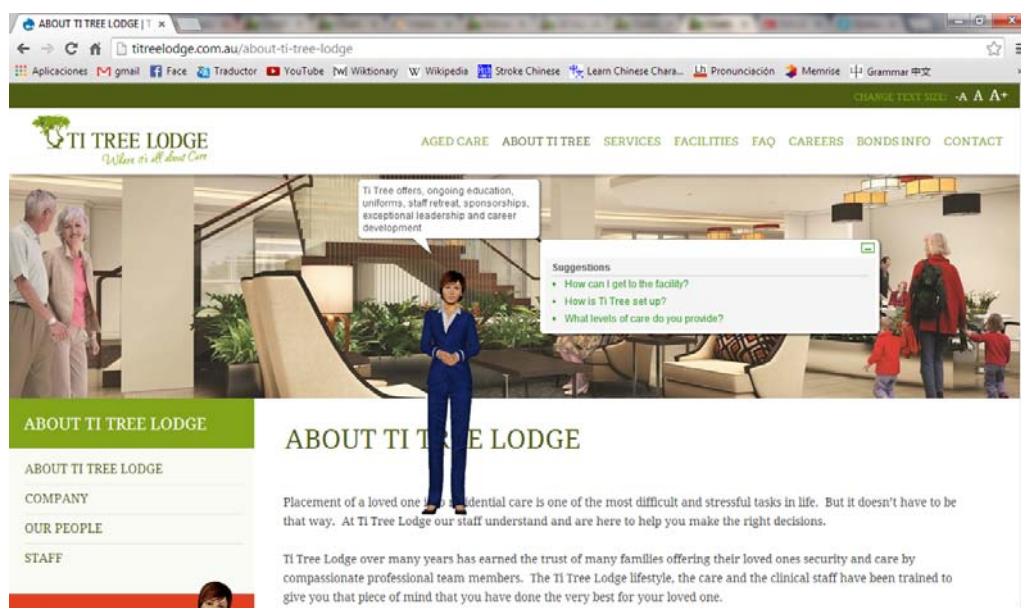 ABOUT TI TREE LODGE | T
titreelodge.com.au/about-ti-tree-lodge
Aplicaciones gmail Face Traductor YouTube [w] Wiktionary W Wikipedia Stroke Chinese Learn Chinese Chara... Pronunciación Memrise Grammar 中文
CHANGE TEXT SIZE: -A A A+
TI TREE LODGE
Where it's all about Care
AGED CARE ABOUT TI TREE SERVICES FACILITIES FAQ CAREERS BONDS INFO CONTACT
Ti Tree offers, ongoing education,
uniforms, staff retreat, sponsorships,
exceptional leadership and career
development
Suggestions
• How can I get to the facility?
• How is Ti Tree set up?
• What levels of care do you provide?
ABOUT TI TREE LODGE
ABOUT TI TREE LODGE
COMPANY
OUR PEOPLE
STAFF
ABOUT TI TREE LODGE
Placement of a loved one residential care is one of the most difficult and stressful tasks in life. But it doesn't have to be
that way. At Ti Tree Lodge our staff understand and are here to help you make the right decisions.
Ti Tree Lodge over many years has earned the trust of many families offering their loved ones security and care by
compassionate professional team members. The Ti Tree Lodge lifestyle, the care and the clinical staff have been trained to
give you that piece of mind that you have done the very best for your loved one.